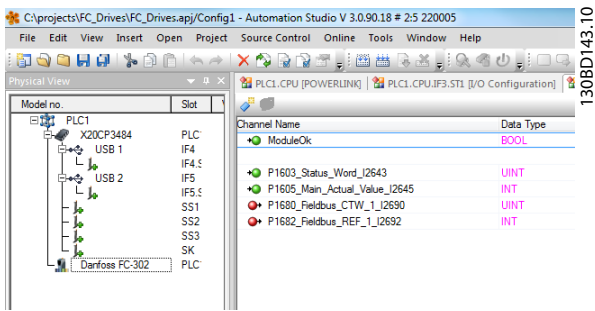 C:\projects\FC_Drives\FC_Drives.apj/Config1 - Automation Studio V 3.0.90.18 # 2:5 220005
File Edit View Insert Open Project Source Control Online Tools Window Help
Physical View
PLC1.CPU [POWERLINK] PLC1.CPU.IF3.ST1 [I/O Configuration]
Model no. Slot
PLC1
X20CP3484 PLC
USB 1 IF4
IF4.S
USB 2 IF5
IF5.S
SS1
SS2
SS3
SK
Danfoss FC-302 PLC
Channel Name Data Type
ModuleOk BOOL
P1603_Status_Word_I2643 UINT
P1605_Main_Actual_Value_I2645 INT
P1680_Fieldbus_CTW_1_I2690 UINT
P1682_Fieldbus_REF_1_I2692 INT
130BD143.10